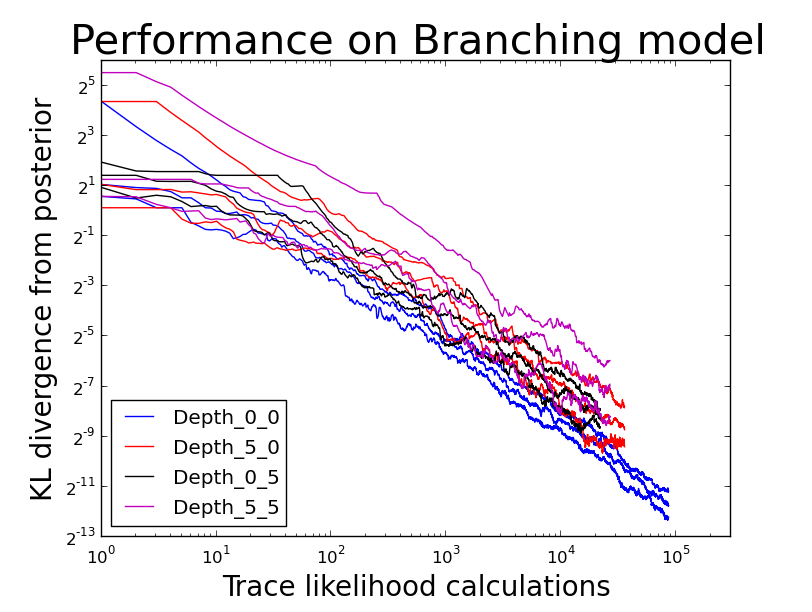 Performance on Branching model
KL divergence from posterior
2^5
2^3
2^1
2^-1
2^-3
2^-5
2^-7
2^-9
2^-11
2^-13
Depth_0_0
Depth_5_0
Depth_0_5
Depth_5_5
10^0 10^1 10^2 10^3 10^4 10^5
Trace likelihood calculations